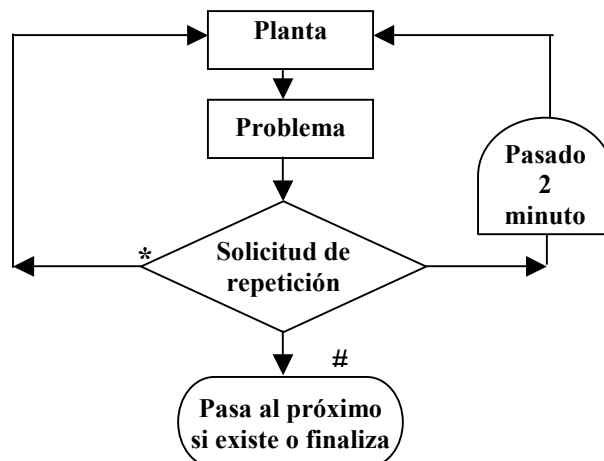 Planta
Problema
Pasado
2
minuto
*
Solicitud de
repetición
#
Pasa al próximo
si existe o finaliza